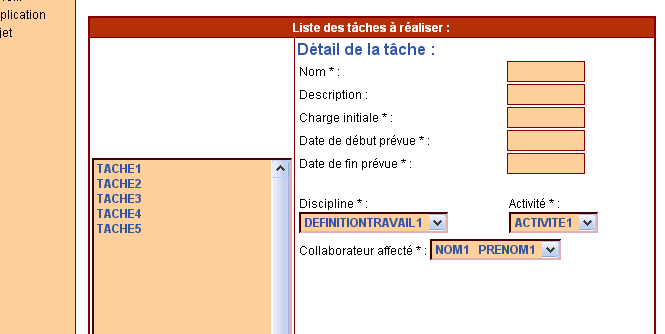 plication
jet
Liste des tâches à réaliser :
Détail de la tâche :
Nom * :
Description :
Charge initiale * :
Date de début prévue * :
Date de fin prévue * :
TACHE1
TACHE2
TACHE3
TACHE4
TACHE5
Discipline * : Activité * :
DEFINITIONTRAVAIL1 ACTIVITE1
Collaborateur affecté * : NOM1 PRENOM1